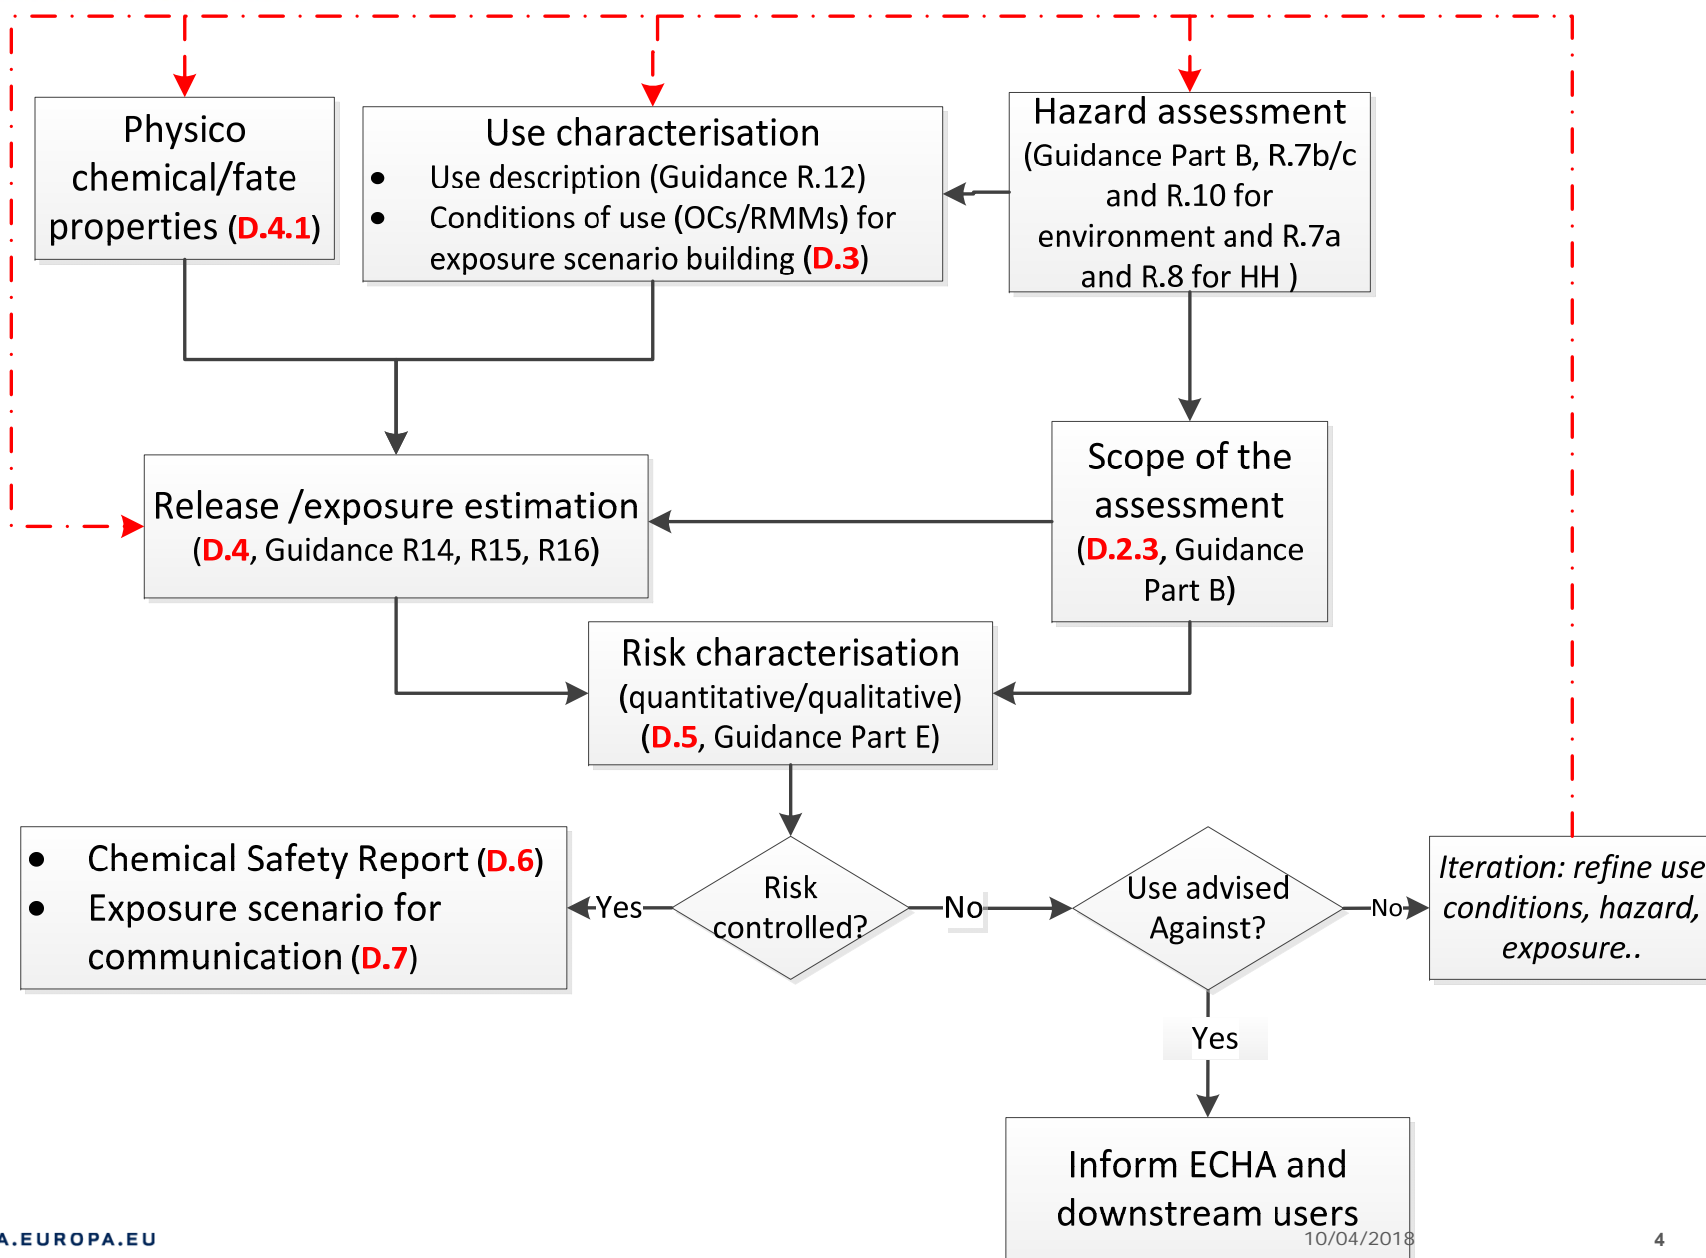 Physico
chemical/fate
properties (D.4.1)
Use characterisation
● Use description (Guidance R.12)
● Conditions of use (OCs/RMMs) for
exposure scenario building (D.3)
Hazard assessment
(Guidance Part B, R.7b/c
and R.10 for
environment and R.7a
and R.8 for HH )
Release /exposure estimation
(D.4, Guidance R14, R15, R16)
Scope of the
assessment
(D.2.3, Guidance
Part B)
Risk characterisation
(quantitative/qualitative)
(D.5, Guidance Part E)
● Chemical Safety Report (D.6)
● Exposure scenario for
communication (D.7)
Yes
Risk
controlled?
No
Use advised
Against?
No
Iteration: refine use
conditions, hazard,
exposure..
Yes
Inform ECHA and
downstream users
A.EUROPA.EU
10/04/2018
4